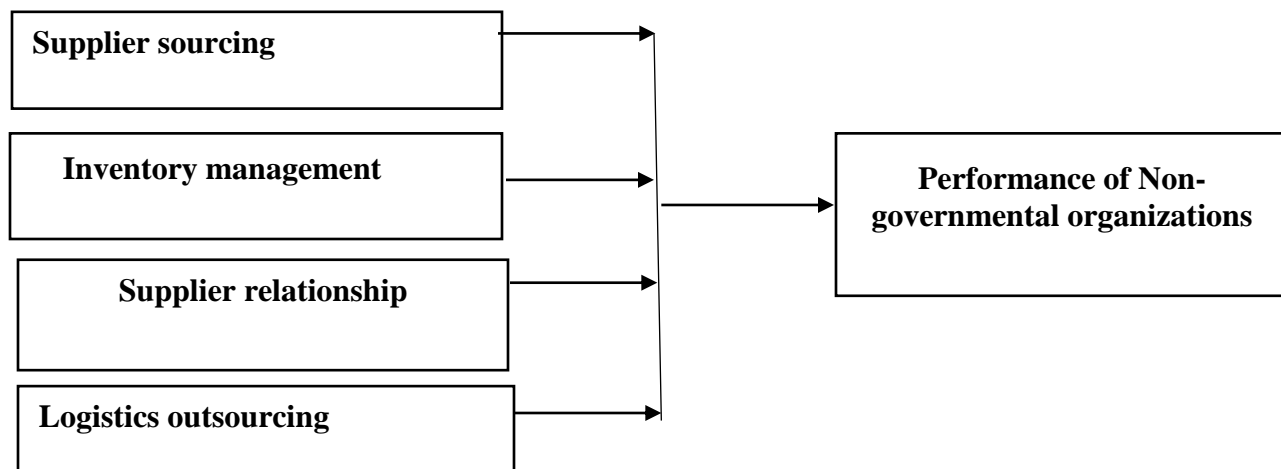 Supplier sourcing
Inventory management
Supplier relationship
Logistics outsourcing
Performance of Non-
governmental organizations